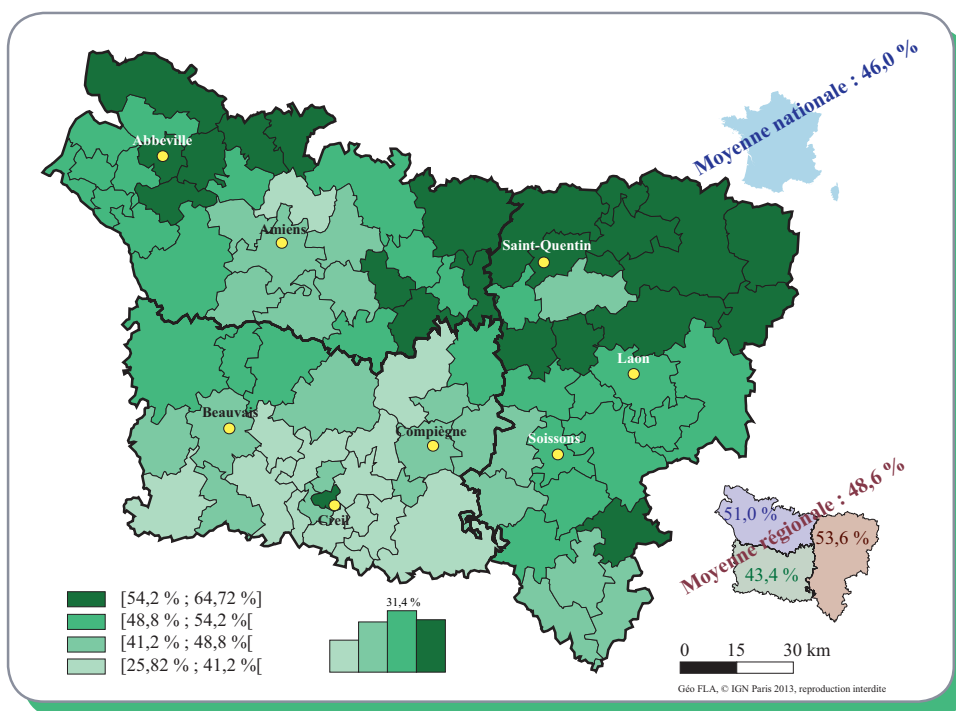 Moyenne nationale : 46,0 %
Abbeville
Amiens
Saint-Quentin
Laon
Beauvais
Compiègne
Soissons
Creil
Moyenne régionale : 48,6 %
51,0 %
53,6 %
43,4 %
[54,2 % ; 64,72 %]
[48,8 % ; 54,2 %[
[41,2 % ; 48,8 %[
[25,82 % ; 41,2 %[
31,4 %
0 15 30 km
Géo FLA, © IGN Paris 2013, reproduction interdite